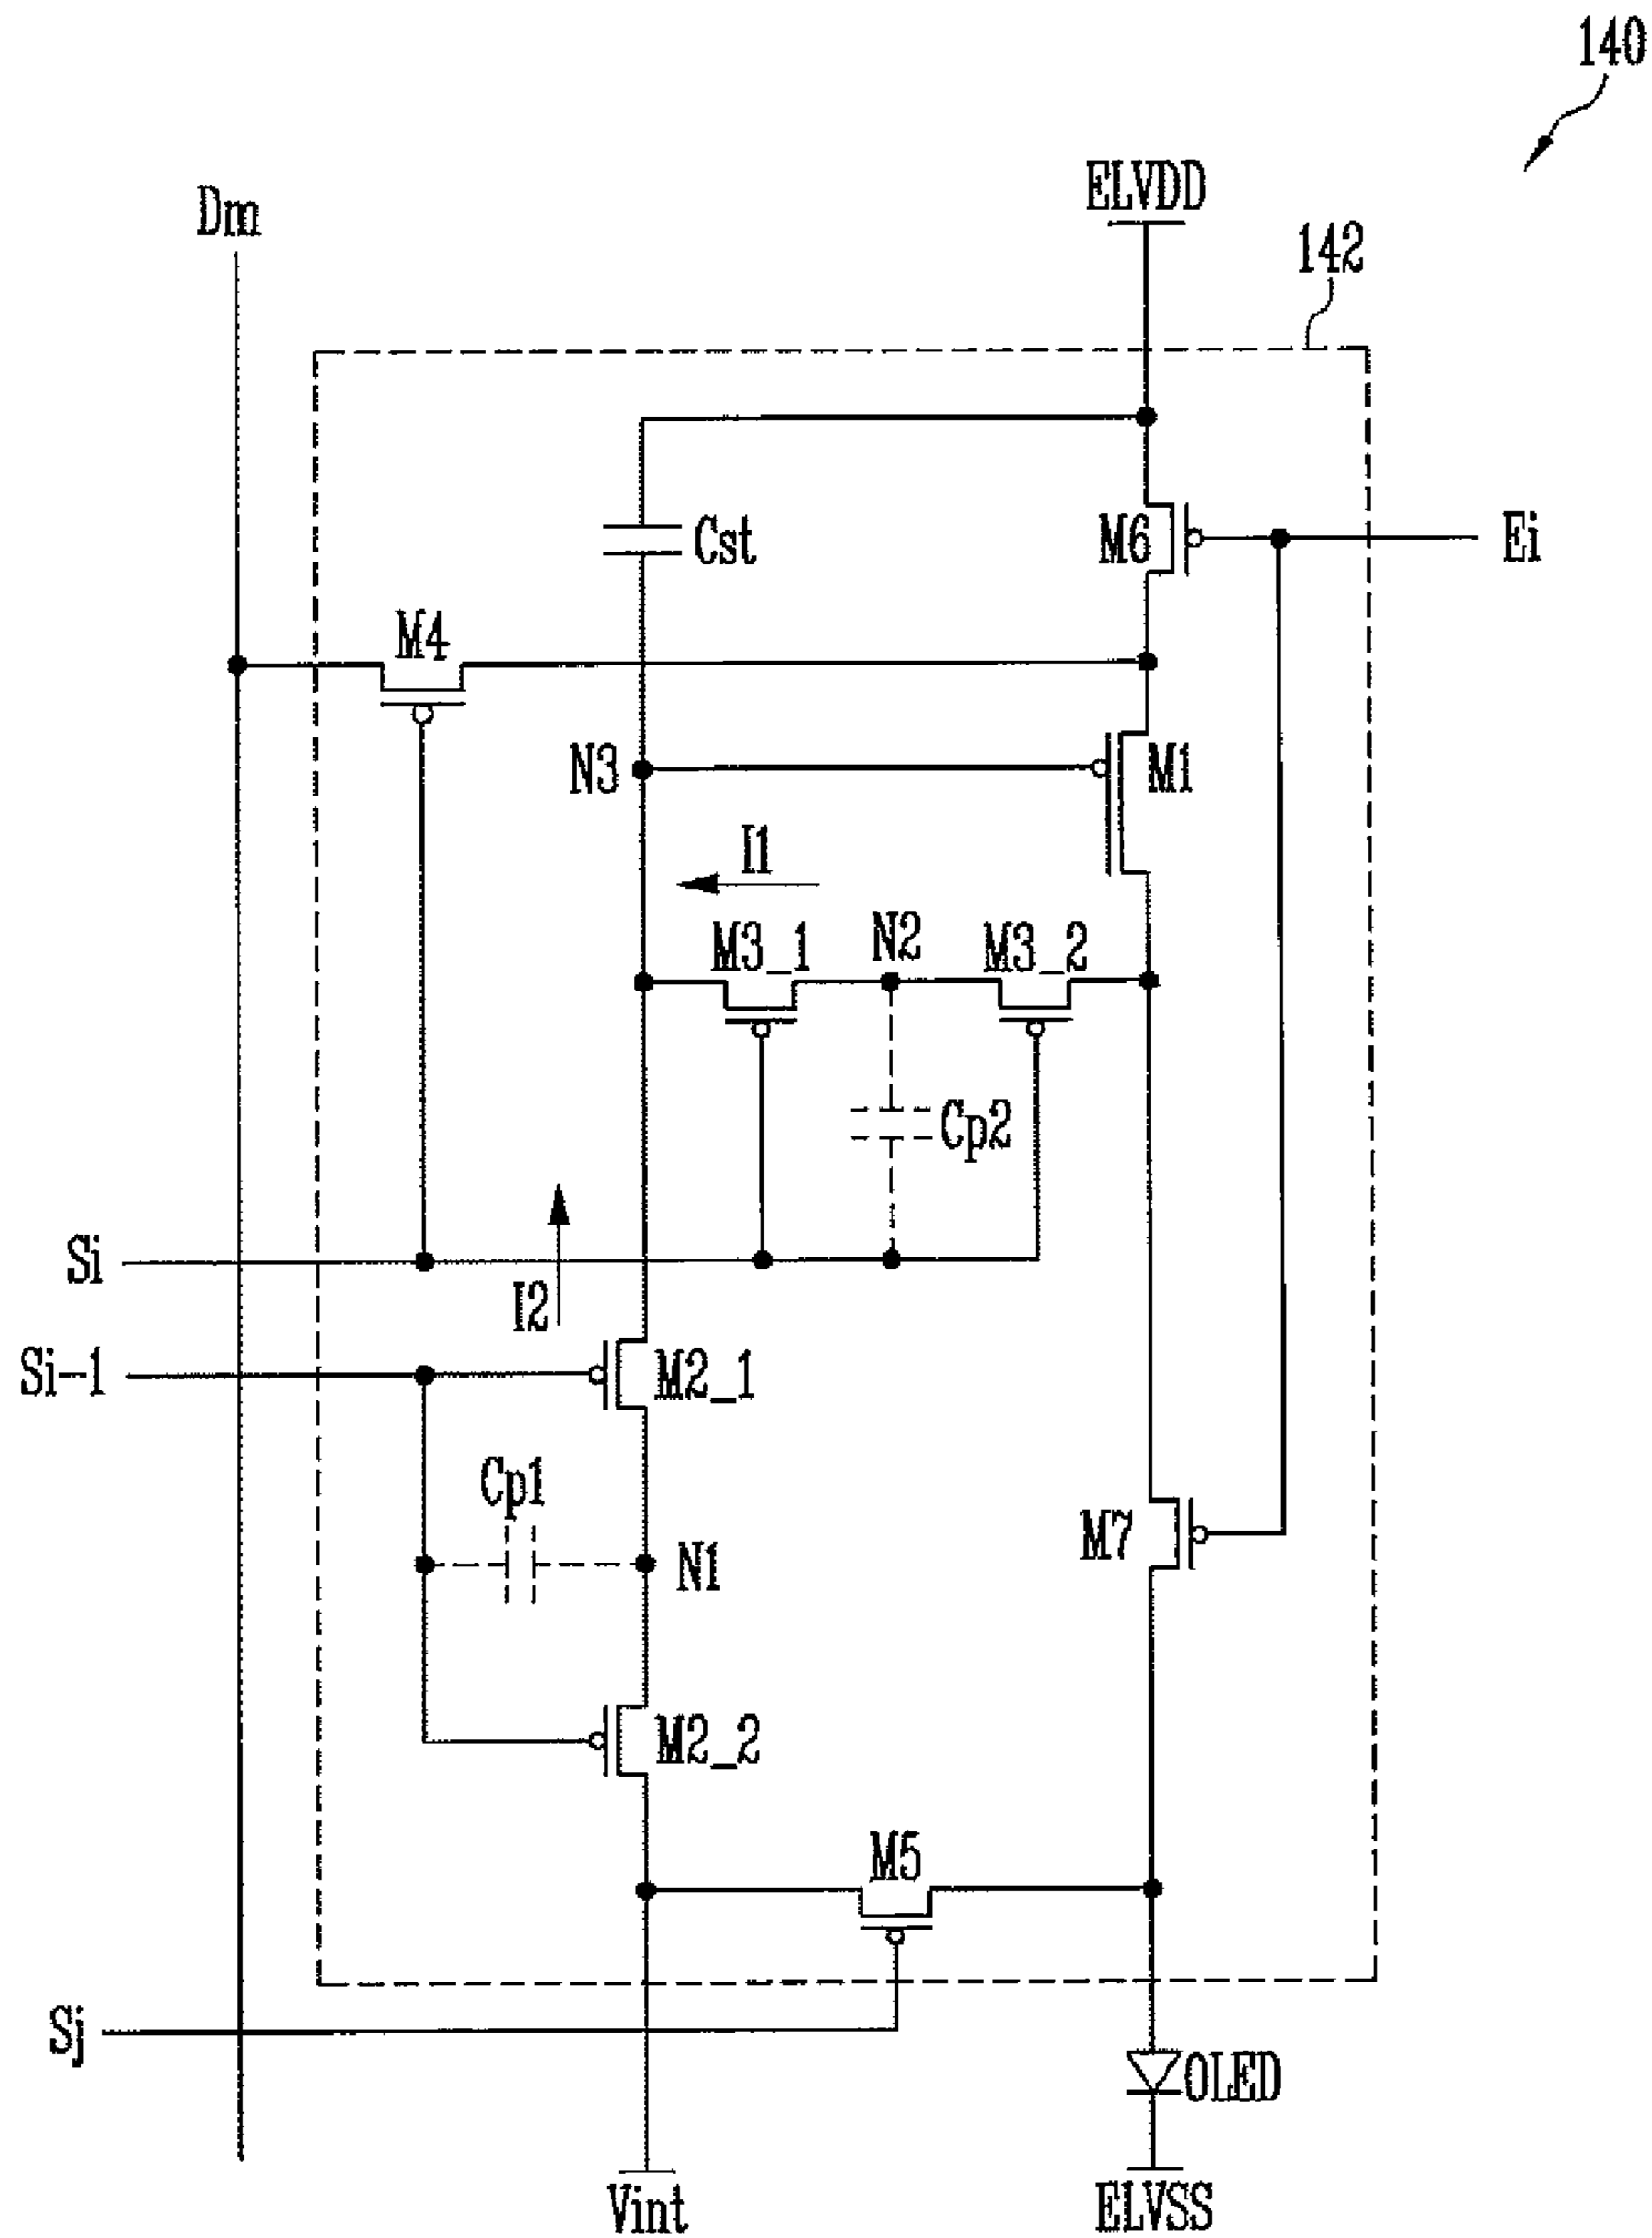 140
ELVDD
Dm
142
Cst
M6
Ei
M4
N3
M1
I1
M3_1
N2
M3_2
Cp2
Si
I2
Si-1
M2_1
Cp1
N1
M7
M2_2
M5
Sj
OLED
Vint
ELVSS